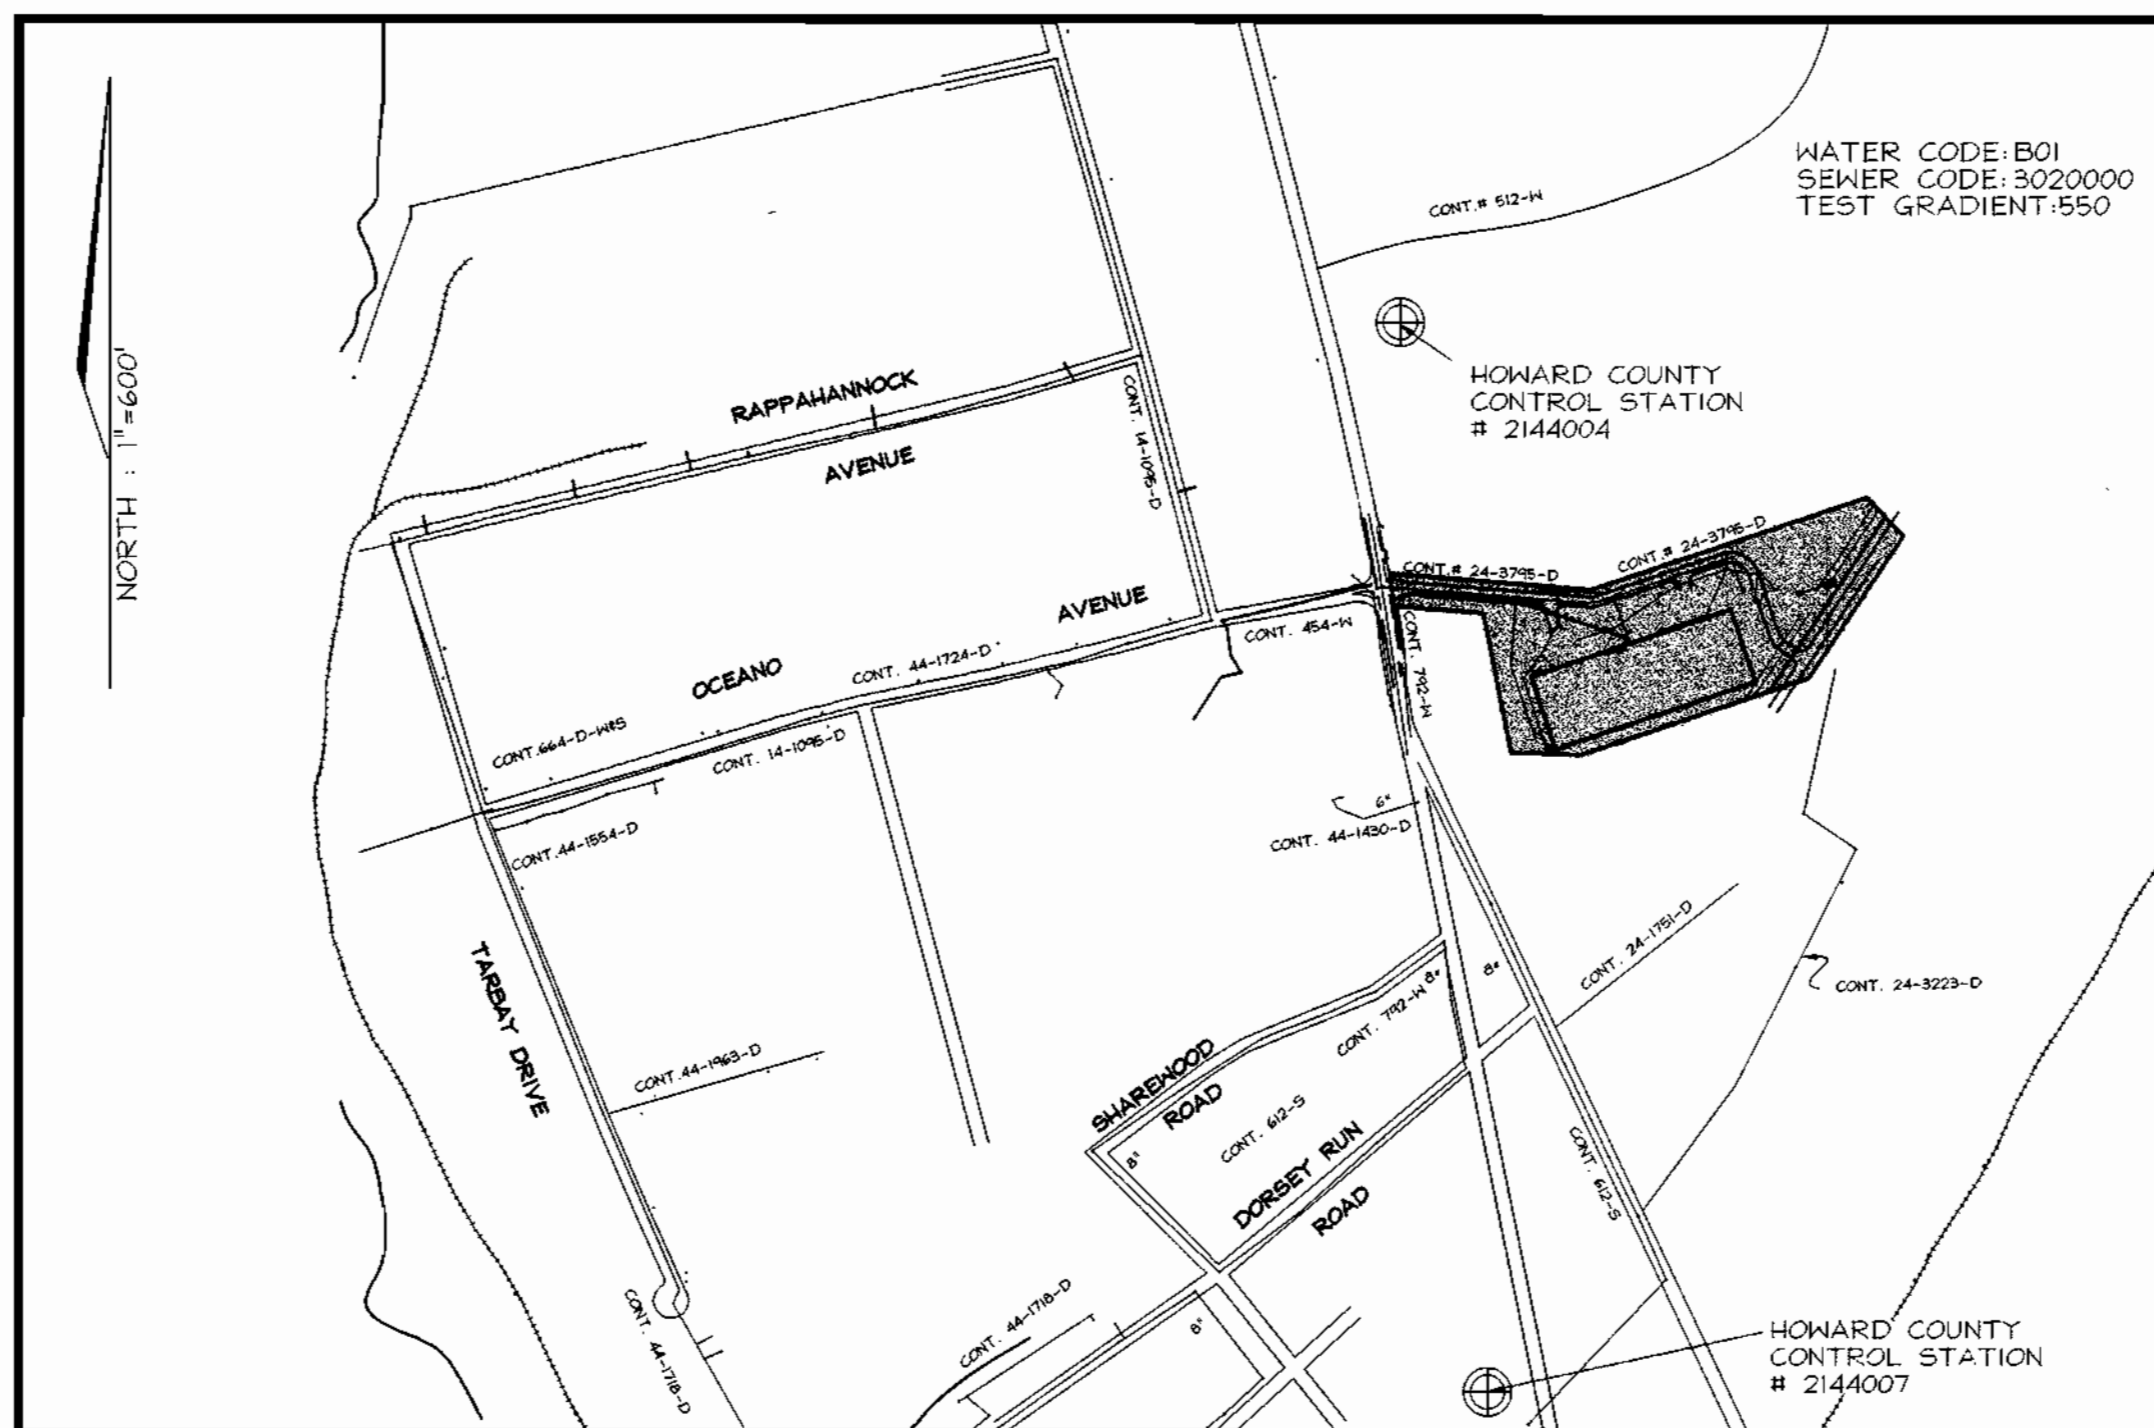 WATER CODE: B01
SEWER CODE: 3020000
TEST GRADIENT: 550
CONT.# 512-W
NORTH : 1"=600'
HOWARD COUNTY
CONTROL STATION
# 2144004
RAPPAHANNOCK
AVENUE
CONT. 14-1095-D
CONT.# 24-3795-D
CONT.# 24-3795-D
AVENUE
OCEANO
CONT. 44-1724-D
CONT. 454-W
CONT. 792-W
CONT.664-D-W&S
CONT. 14-1095-D
CONT.44-1554-D
6"
CONT. 44-1430-D
TARBAY DRIVE
CONT. 24-1751-D
8"
8"
CONT. 792-W
CONT. 24-3223-D
CONT.44-1963-D
SHAREWOOD
ROAD
8"
CONT. 612-S
DORSEY RUN
ROAD
CONT. 612-S
CONT. 44-1718-D
CONT. 44-1718-D
8"
HOWARD COUNTY
CONTROL STATION
# 2144007